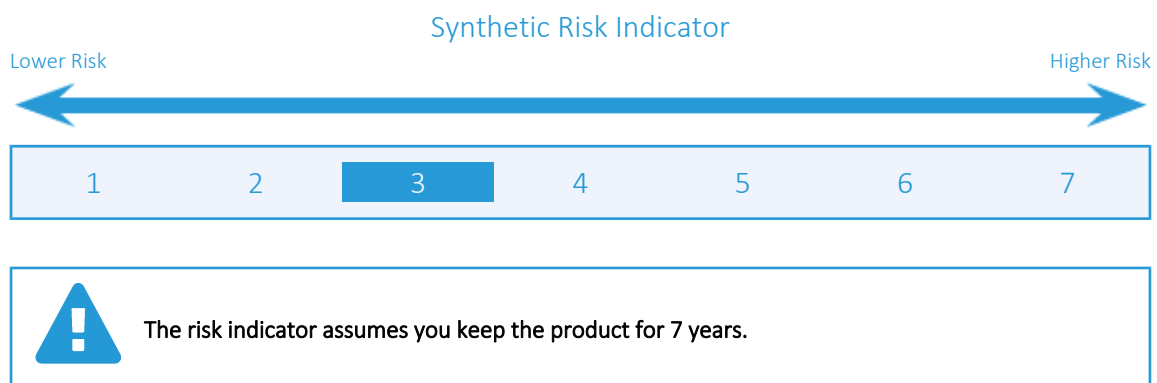 Synthetic Risk Indicator
Lower Risk Higher Risk
1 2 3 4 5 6 7
The risk indicator assumes you keep the product for 7 years.